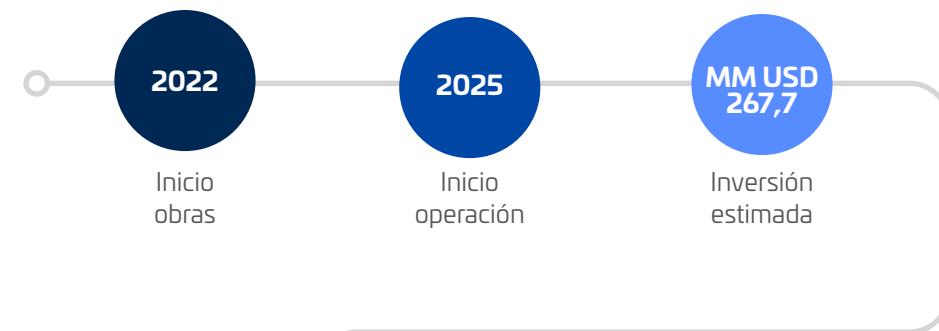 2022
Inicio
obras
2025
Inicio
operación
MM USD
267,7
Inversión
estimada